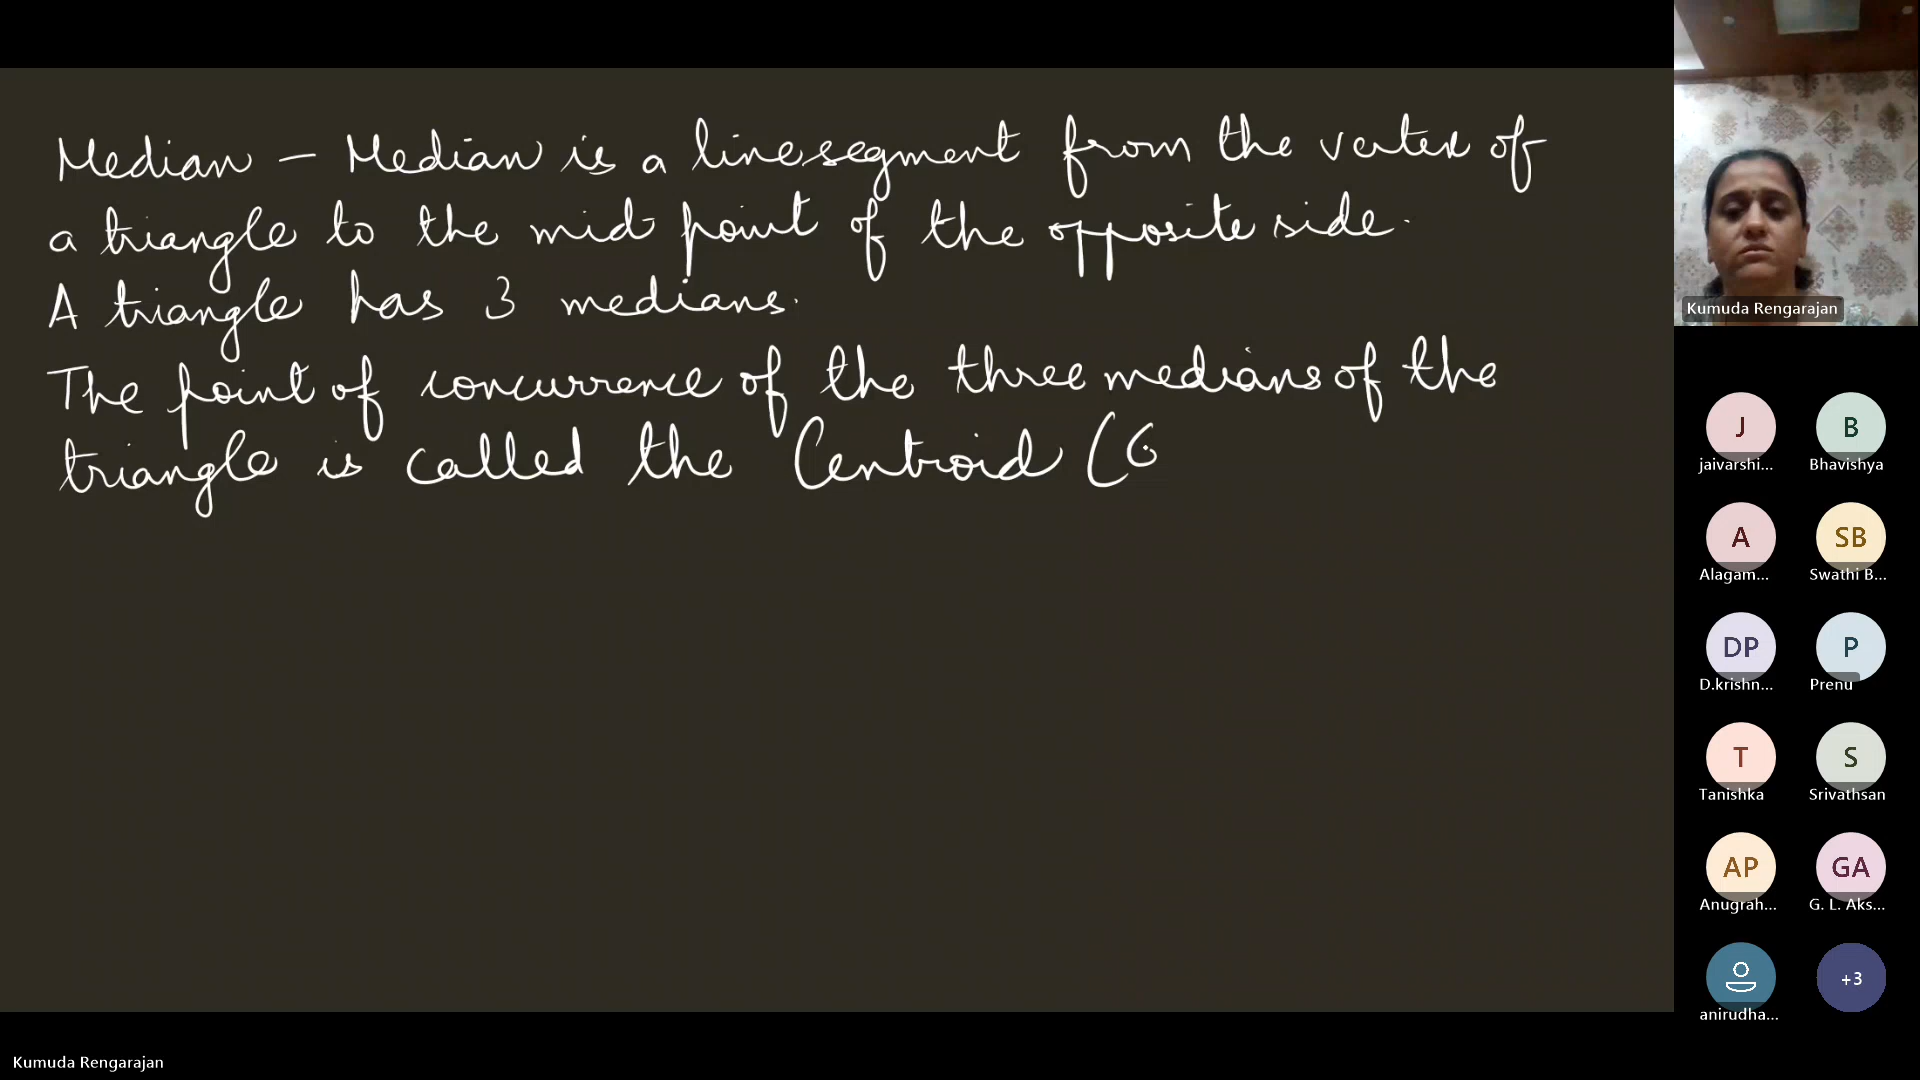 Median – Median is a line segment from the vertex of
a triangle to the mid point of the opposite side.
A triangle has 3 medians.
The point of concurrence of the three medians of the
triangle is called the Centroid (G
Kumuda Rengarajan
J
B
jaivarshi...
Bhavishya
A
SB
Alagam...
Swathi B...
DP
P
D.krishn...
Prenu
T
S
Tanishka
Srivathsan
AP
GA
Anugrah...
G. L. Aks...
+3
anirudha...
Kumuda Rengarajan